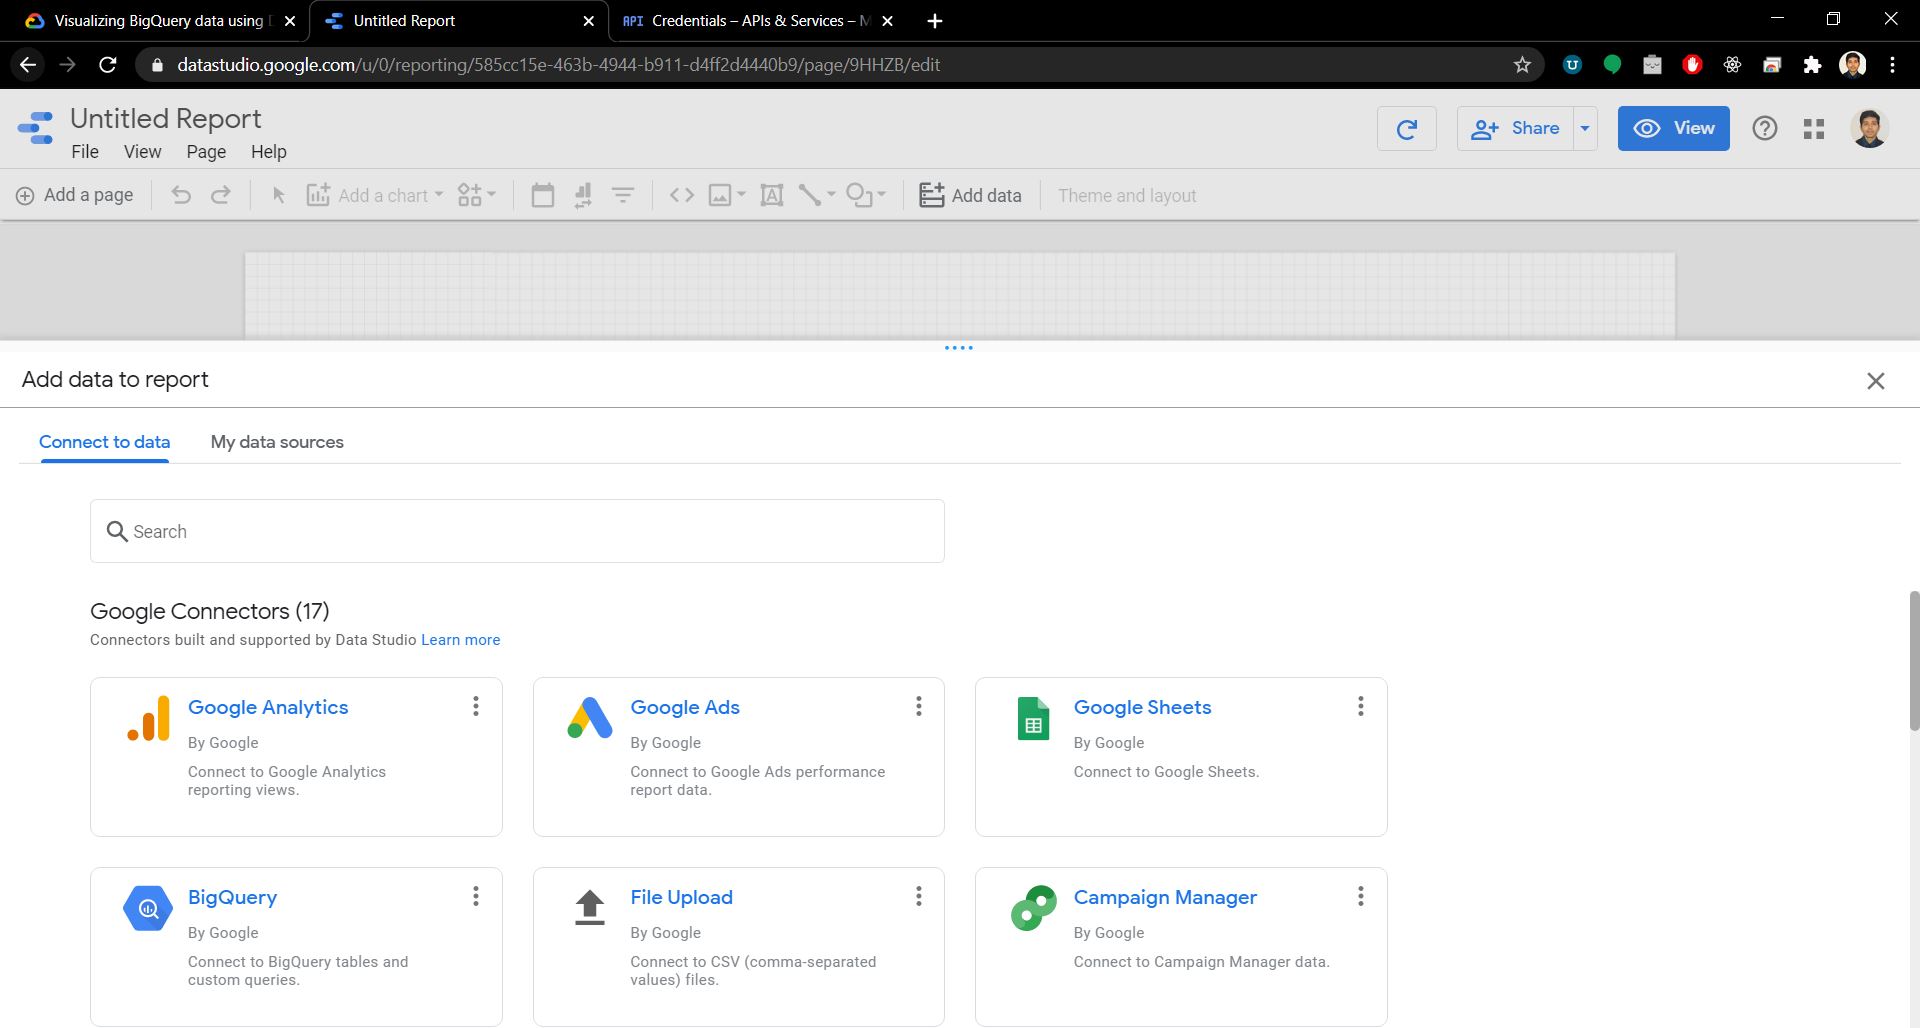 Visualizing BigQuery data using
Untitled Report
API Credentials – APIs & Services –
datastudio.google.com/u/0/reporting/585cc15e-463b-4944-b911-d4ff2d4440b9/page/9HHZB/edit
Untitled Report
File View Page Help
Share
View
Add a page
Add a chart
Add data
Theme and layout
Add data to report
Connect to data
My data sources
Search
Google Connectors (17)
Connectors built and supported by Data Studio Learn more
Google Analytics
By Google
Connect to Google Analytics
reporting views.
Google Ads
By Google
Connect to Google Ads performance
report data.
Google Sheets
By Google
Connect to Google Sheets.
BigQuery
By Google
Connect to BigQuery tables and
custom queries.
File Upload
By Google
Connect to CSV (comma-separated
values) files.
Campaign Manager
By Google
Connect to Campaign Manager data.